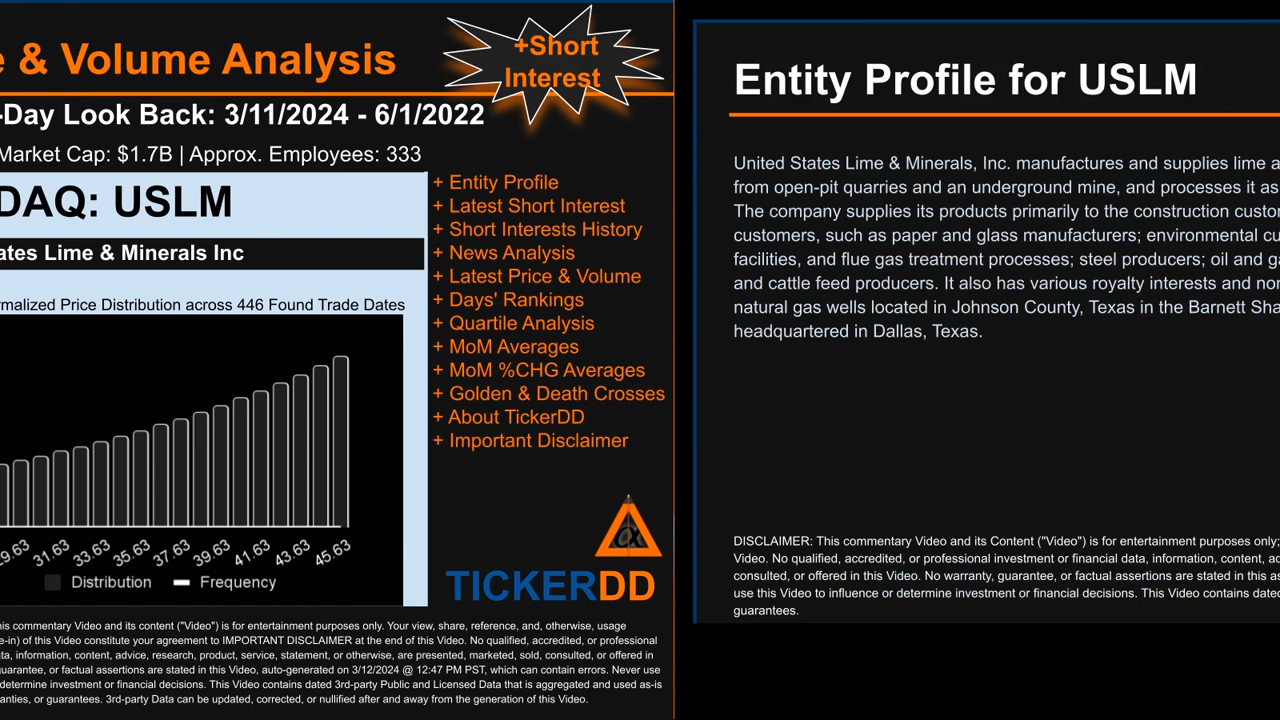 & Volume Analysis
+Short
Interest
-Day Look Back: 3/11/2024 - 6/1/2022
Market Cap: $1.7B | Approx. Employees: 333
DAQ: USLM
ates Lime & Minerals Inc
rmalized Price Distribution across 446 Found Trade Dates
29.63 31.63 33.63 35.63 37.63 39.63 41.63 43.63 45.63
Distribution Frequency
+ Entity Profile
+ Latest Short Interest
+ Short Interests History
+ News Analysis
+ Latest Price & Volume
+ Days' Rankings
+ Quartile Analysis
+ MoM Averages
+ MoM %CHG Averages
+ Golden & Death Crosses
+ About TickerDD
+ Important Disclaimer
TICKERDD
his commentary Video and its content ("Video") is for entertainment purposes only. Your view, share, reference, and, otherwise, usage
e-in) of this Video constitute your agreement to IMPORTANT DISCLAIMER at the end of this Video. No qualified, accredited, or professional
ta, information, content, advice, research, product, service, statement, or otherwise, are presented, marketed, sold, consulted, or offered in
guarantee, or factual assertions are stated in this Video, auto-generated on 3/12/2024 @ 12:47 PM PST, which can contain errors. Never use
determine investment or financial decisions. This Video contains dated 3rd-party Public and Licensed Data that is aggregated and used as-is
anties, or guarantees. 3rd-party Data can be updated, corrected, or nullified after and away from the generation of this Video.
Entity Profile for USLM
United States Lime & Minerals, Inc. manufactures and supplies lime a
from open-pit quarries and an underground mine, and processes it as
The company supplies its products primarily to the construction custo
customers, such as paper and glass manufacturers; environmental cu
facilities, and flue gas treatment processes; steel producers; oil and ga
and cattle feed producers. It also has various royalty interests and non
natural gas wells located in Johnson County, Texas in the Barnett Sha
headquartered in Dallas, Texas.
DISCLAIMER: This commentary Video and its Content ("Video") is for entertainment purposes only;
Video. No qualified, accredited, or professional investment or financial data, information, content, ad
consulted, or offered in this Video. No warranty, guarantee, or factual assertions are stated in this as
use this Video to influence or determine investment or financial decisions. This Video contains dated
guarantees.